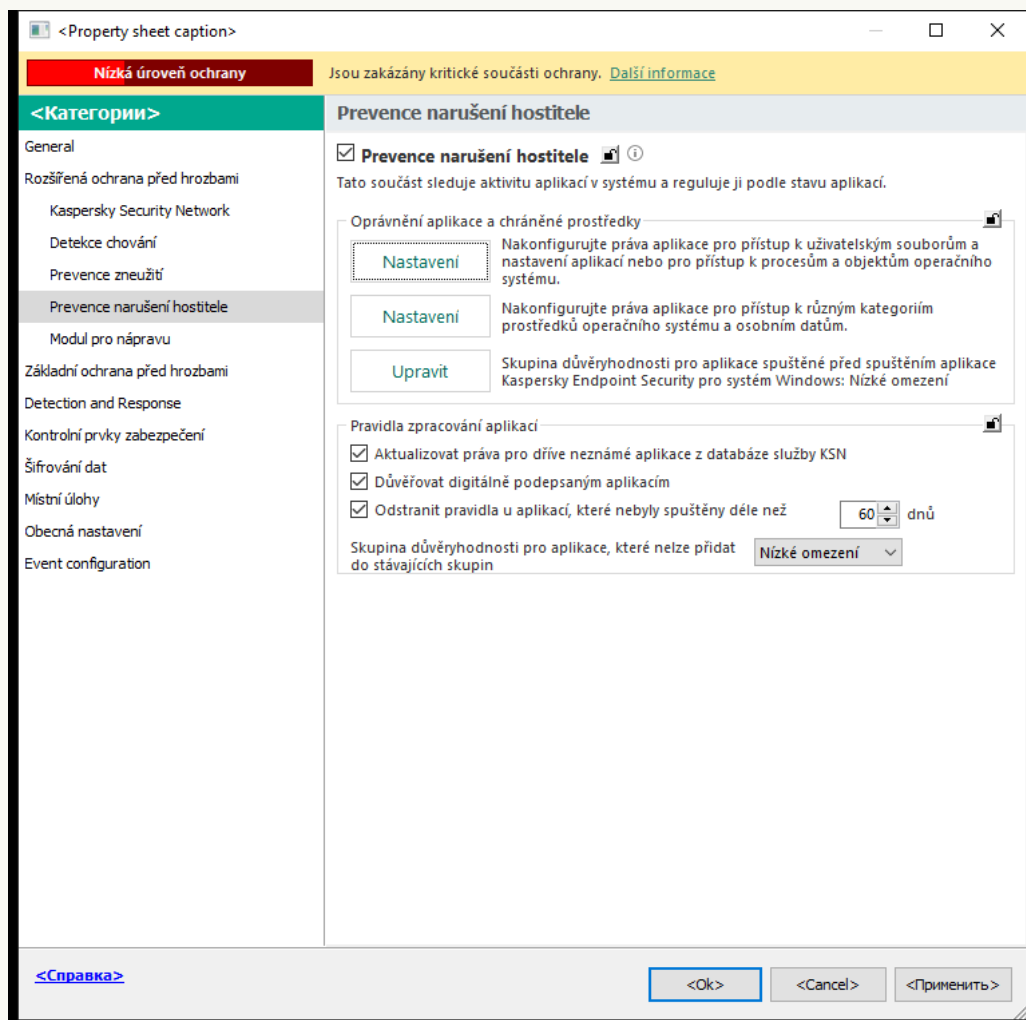 <Property sheet caption>
Nízká úroveň ochrany
Jsou zakázány kritické součásti ochrany. Další informace
<Категории>
General
Rozšířená ochrana před hrozbami
Kaspersky Security Network
Detekce chování
Prevence zneužití
Prevence narušení hostitele
Modul pro nápravu
Základní ochrana před hrozbami
Detection and Response
Kontrolní prvky zabezpečení
Šifrování dat
Místní úlohy
Obecná nastavení
Event configuration
Prevence narušení hostitele
Prevence narušení hostitele
Tato součást sleduje aktivitu aplikací v systému a reguluje ji podle stavu aplikací.
Oprávnění aplikace a chráněné prostředky
Nastavení
Nakonfigurujte práva aplikace pro přístup k uživatelským souborům a
nastavení aplikací nebo pro přístup k procesům a objektům operačního
systému.
Nastavení
Nakonfigurujte práva aplikace pro přístup k různým kategoriím
prostředků operačního systému a osobním datům.
Upravit
Skupina důvěryhodnosti pro aplikace spuštěné před spuštěním aplikace
Kaspersky Endpoint Security pro systém Windows: Nízké omezení
Pravidla zpracování aplikací
Aktualizovat práva pro dříve neznámé aplikace z databáze služby KSN
Důvěřovat digitálně podepsaným aplikacím
Odstranit pravidla u aplikací, které nebyly spuštěny déle než 60 dnů
Skupina důvěryhodnosti pro aplikace, které nelze přidat
do stávajících skupin
Nízké omezení
<Справка>
<Ok>
<Cancel>
<Применить>